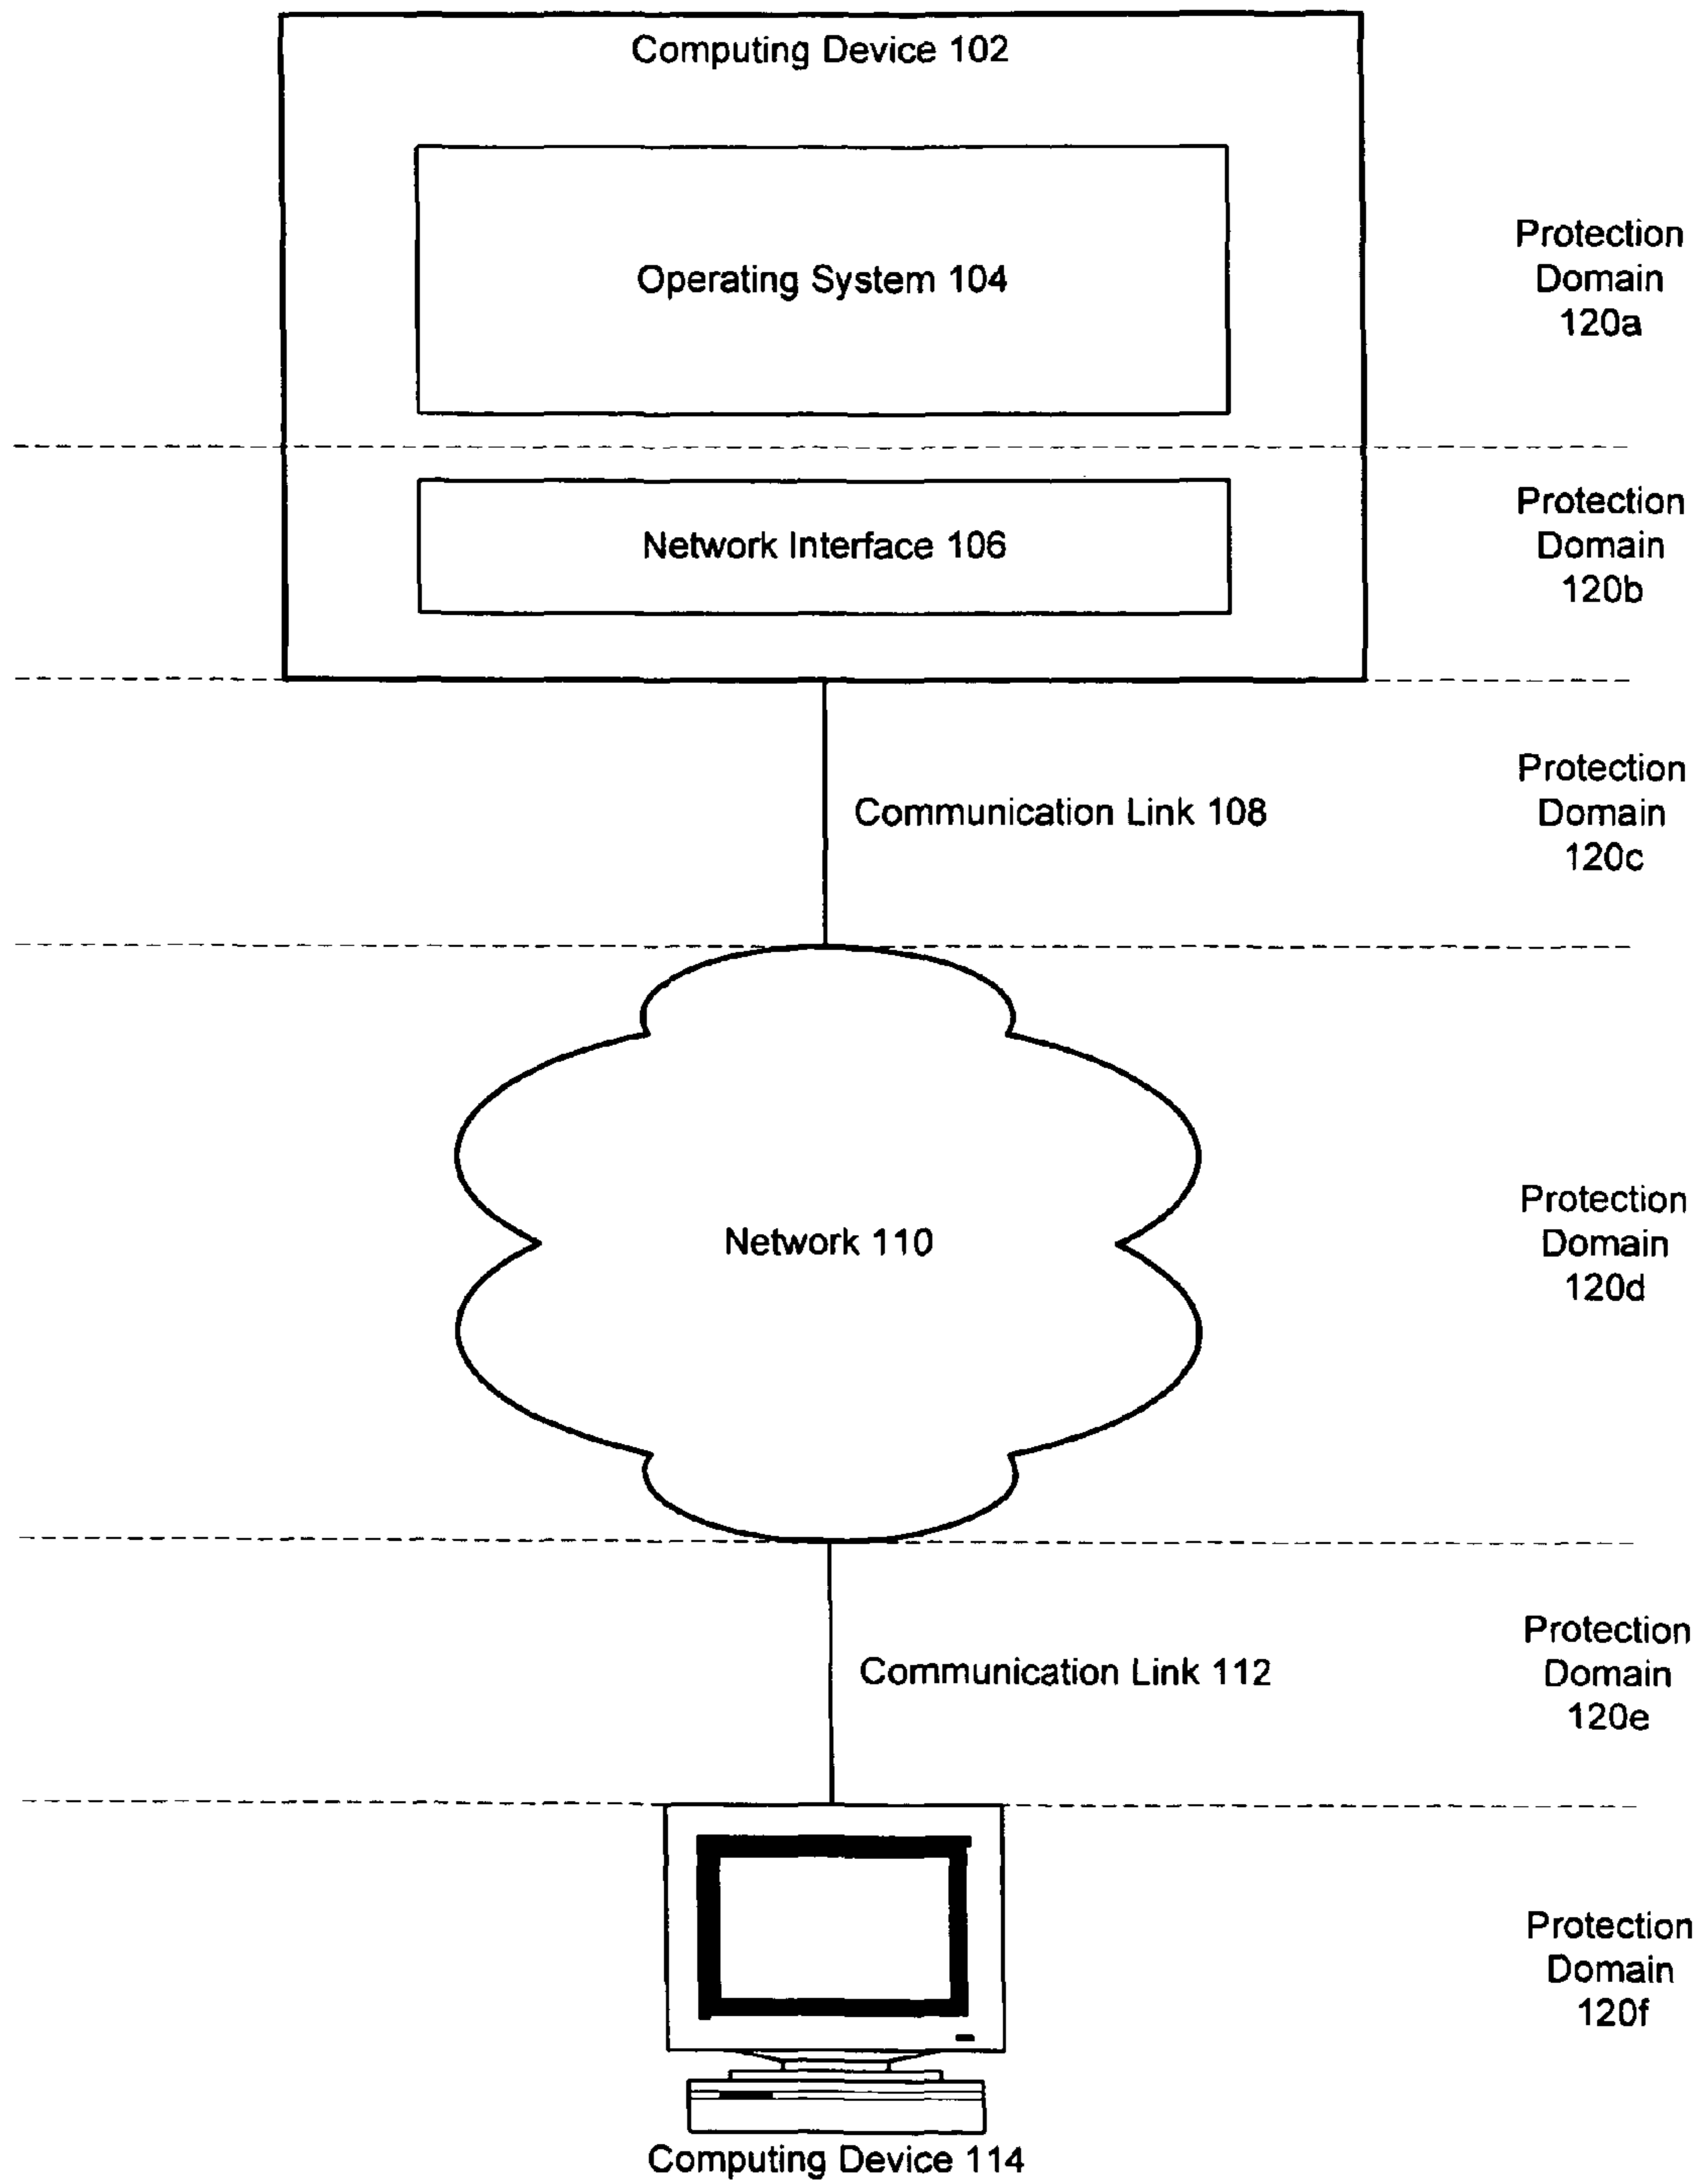 Computing Device 102
Operating System 104
Protection
Domain
120a
Network Interface 106
Protection
Domain
120b
Communication Link 108
Protection
Domain
120c
Network 110
Protection
Domain
120d
Communication Link 112
Protection
Domain
120e
Protection
Domain
120f
Computing Device 114